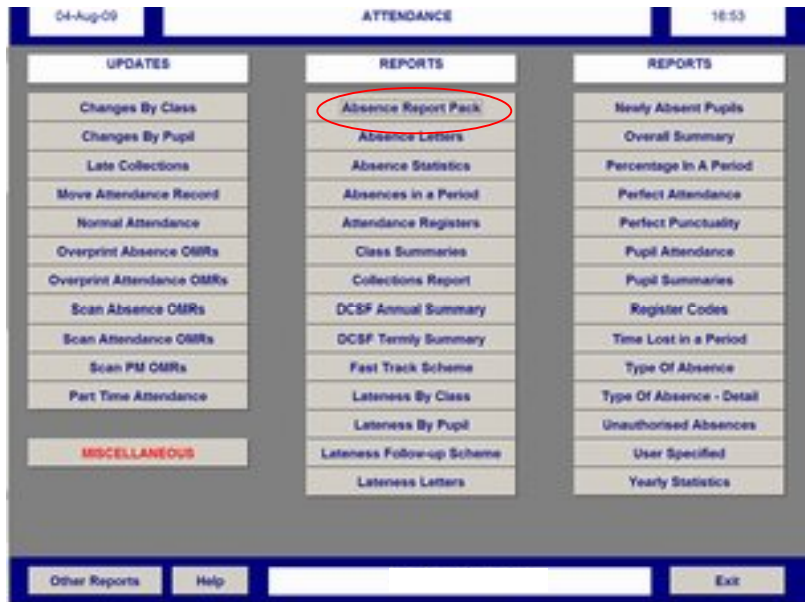 04-Aug-09
ATTENDANCE
16:53
UPDATES
Changes By Class
Changes By Pupil
Late Collections
Move Attendance Record
Normal Attendance
Overprint Absence OMRs
Overprint Attendance OMRs
Scan Absence OMRs
Scan Attendance OMRs
Scan PM OMRs
Part Time Attendance
MISCELLANEOUS
REPORTS
Absence Report Pack
Absence Letters
Absence Statistics
Absences in a Period
Attendance Registers
Class Summaries
Collections Report
DCSF Annual Summary
DCSF Termly Summary
Fast Track Scheme
Lateness By Class
Lateness By Pupil
Lateness Follow-up Scheme
Lateness Letters
REPORTS
Newly Absent Pupils
Overall Summary
Percentage In A Period
Perfect Attendance
Perfect Punctuality
Pupil Attendance
Pupil Summaries
Register Codes
Time Lost in a Period
Type Of Absence
Type Of Absence - Detail
Unauthorised Absences
User Specified
Yearly Statistics
Other Reports
Help
Exit